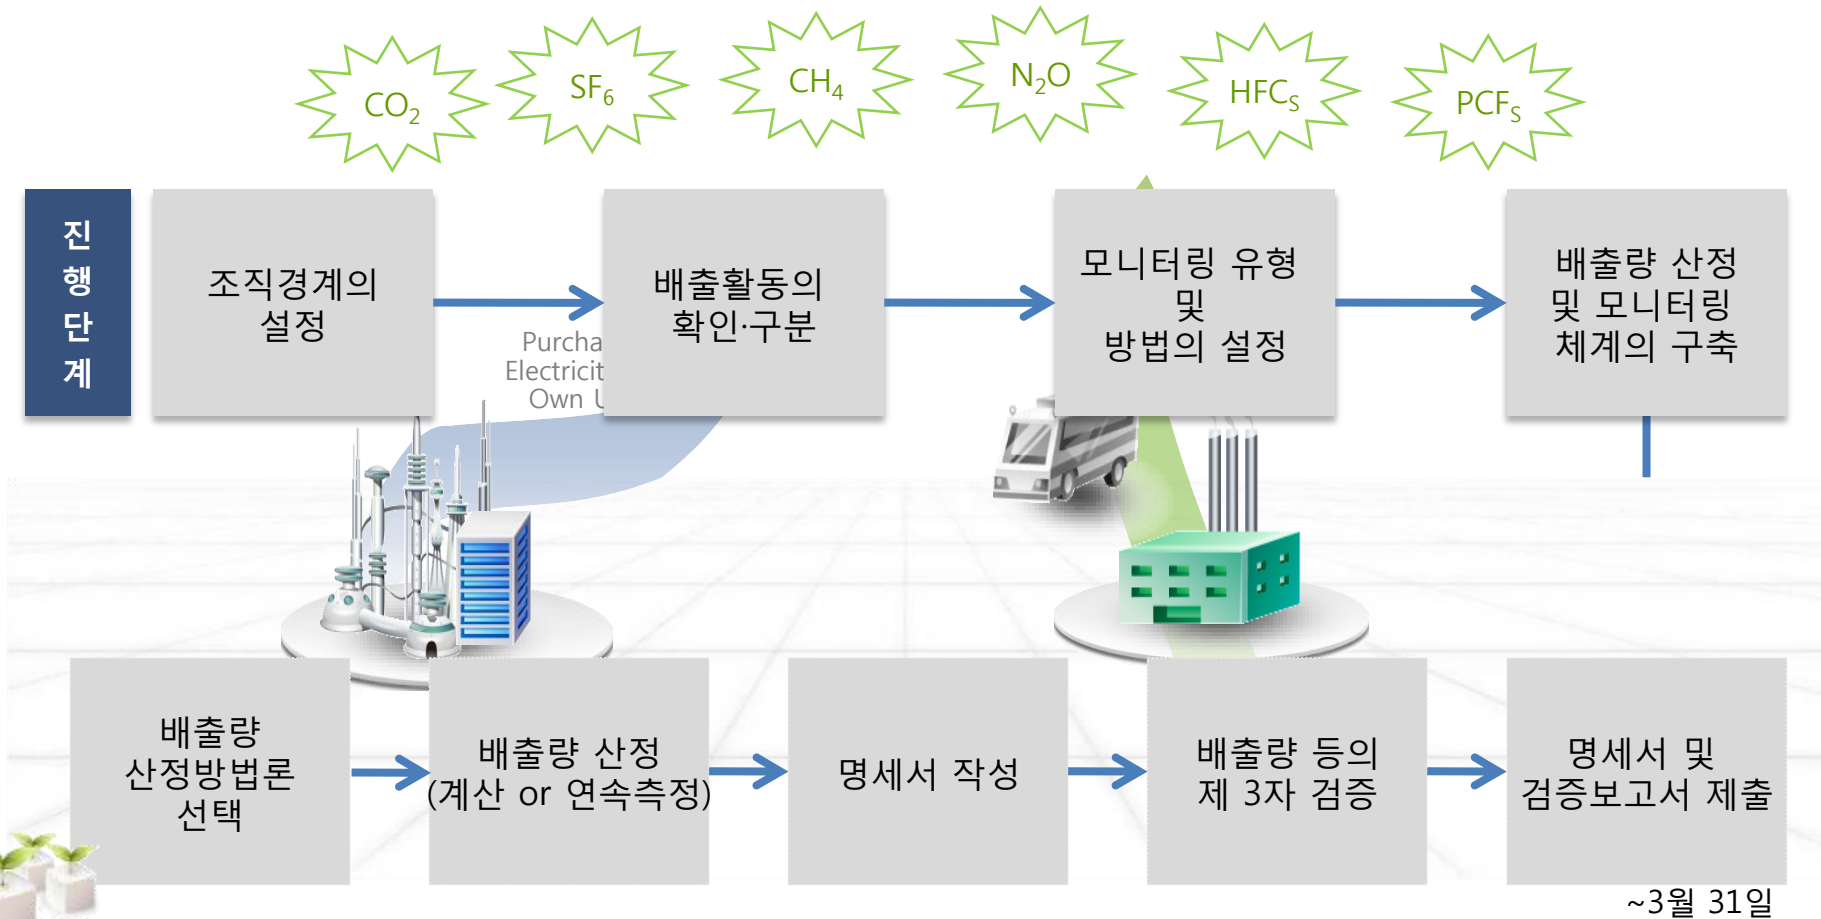 CO₂
SF₆
CH₄
N₂O
HFCₛ
PCFₛ
진
행
단
계
조직경계의
설정
배출활동의
확인·구분
모니터링 유형
및
방법의 설정
배출량 산정
및 모니터링
체계의 구축
Purcha
Electricit
Own
배출량
산정방법론
선택
배출량 산정
(계산 or 연속측정)
명세서 작성
배출량 등의
제 3자 검증
명세서 및
검증보고서 제출
~3월 31일